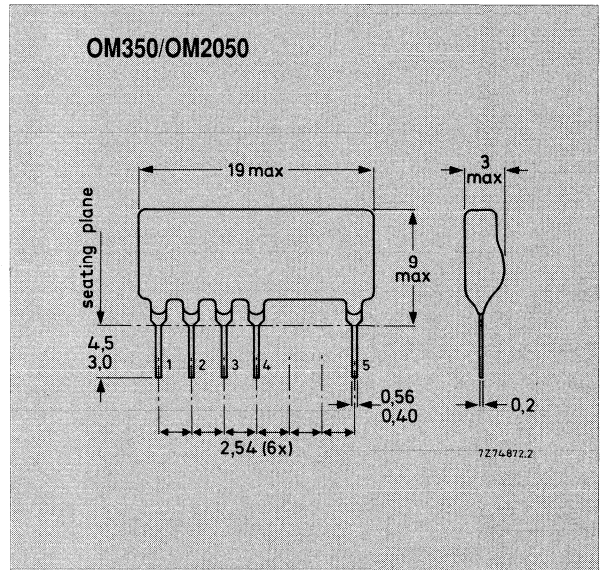 OM350/OM2050
19 max
3
max
seating plane
9
max
4,5
3,0
1
2
3
4
5
0,56
0,40
0,2
2,54 (6x)
7Z74872.2